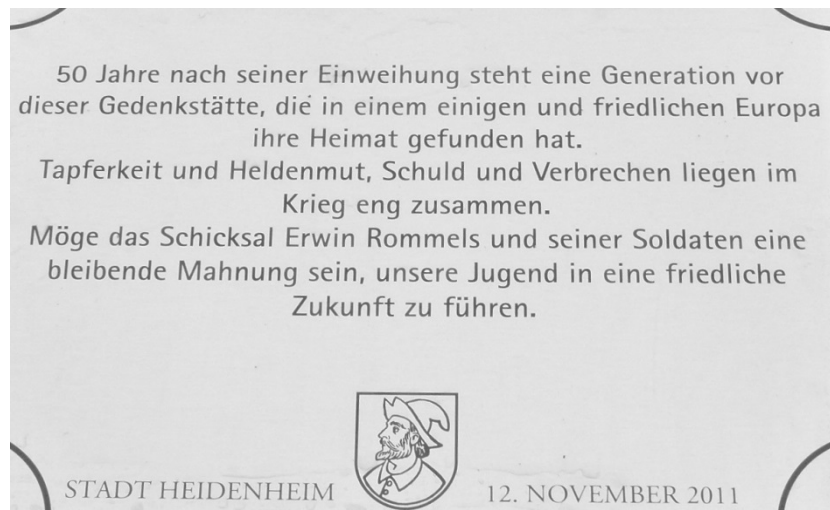 50 Jahre nach seiner Einweihung steht eine Generation vor
dieser Gedenkstätte, die in einem einigen und friedlichen Europa
ihre Heimat gefunden hat.
Tapferkeit und Heldenmut, Schuld und Verbrechen liegen im
Krieg eng zusammen.
Möge das Schicksal Erwin Rommels und seiner Soldaten eine
bleibende Mahnung sein, unsere Jugend in eine friedliche
Zukunft zu führen.
STADT HEIDENHEIM 12. NOVEMBER 2011